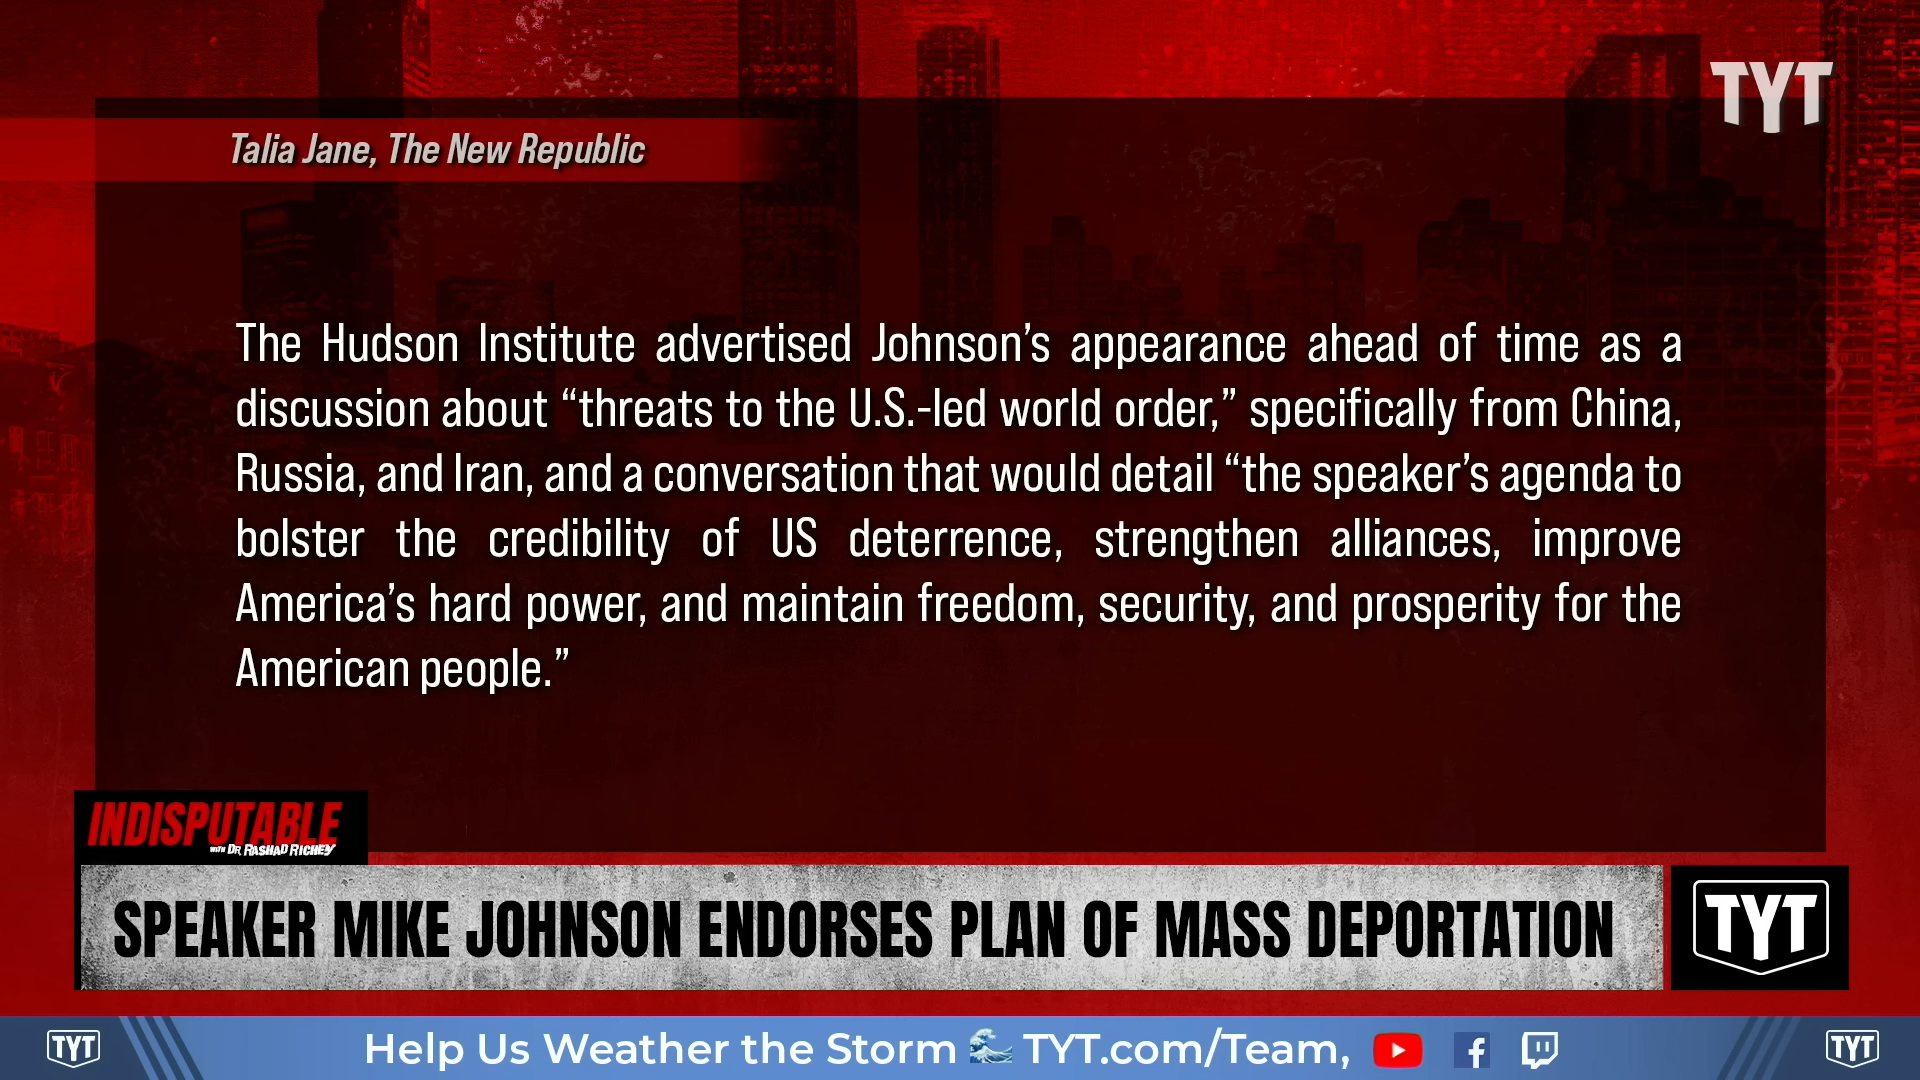 TYT
Talia Jane, The New Republic
The Hudson Institute advertised Johnson’s appearance ahead of time as a
discussion about “threats to the U.S.-led world order,” specifically from China,
Russia, and Iran, and a conversation that would detail “the speaker’s agenda to
bolster the credibility of US deterrence, strengthen alliances, improve
America’s hard power, and maintain freedom, security, and prosperity for the
American people.”
INDISPUTABLE
WITH DR RASHAD RICHEY
SPEAKER MIKE JOHNSON ENDORSES PLAN OF MASS DEPORTATION
TYT
TYT
Help Us Weather the Storm 🌊 TYT.com/Team,
TYT